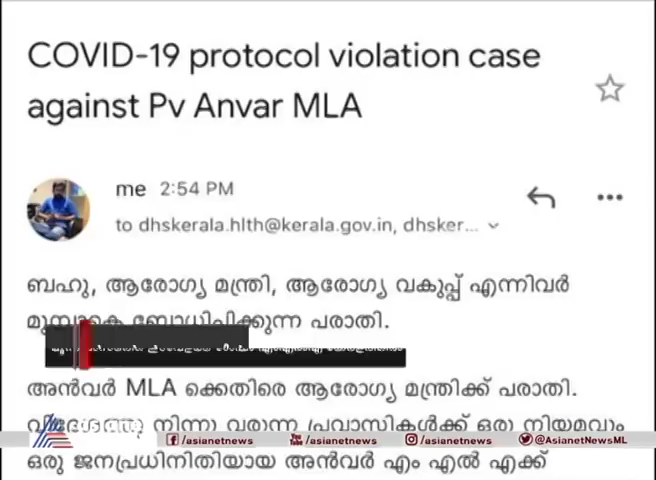 COVID-19 protocol violation case
against Pv Anvar MLA
me 2:54 PM
to dhskerala.hlth@kerala.gov.in, dhsker...
ബഹു, ആരോഗ്യ മന്ത്രി, ആരോഗ്യ വകുപ്പ് എന്നിവർ
മുമ്പാകെ ബോധിപ്പിക്കുന്ന പരാതി.
അൻവർ MLA ക്കെതിരെ ആരോഗ്യ മന്ത്രിക്ക് പരാതി.
നിന്ന് വരുന്ന പ്രവാസികൾക്ക് ഒരു നിയമവും
asianet
/asianetnews /asianetnews /asianetnews @AsianetNewsML
ഒരു ജനപ്രധിനിതിയായ അൻവർ എം എൽ എക്ക്